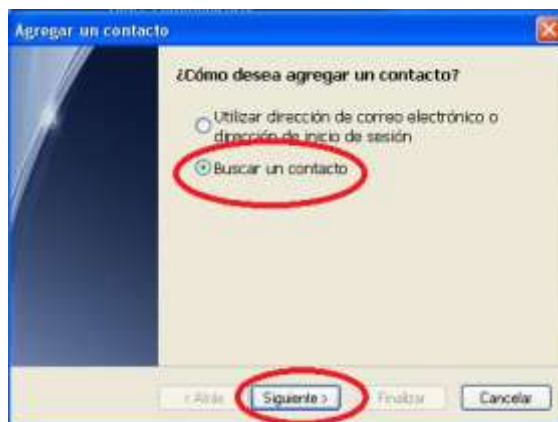 Agregar un contacto
¿Cómo desea agregar un contacto?
Utilizar dirección de correo electrónico o
dirección de inicio de sesión
Buscar un contacto
< Atrás
Siguiente >
Finalizar
Cancelar